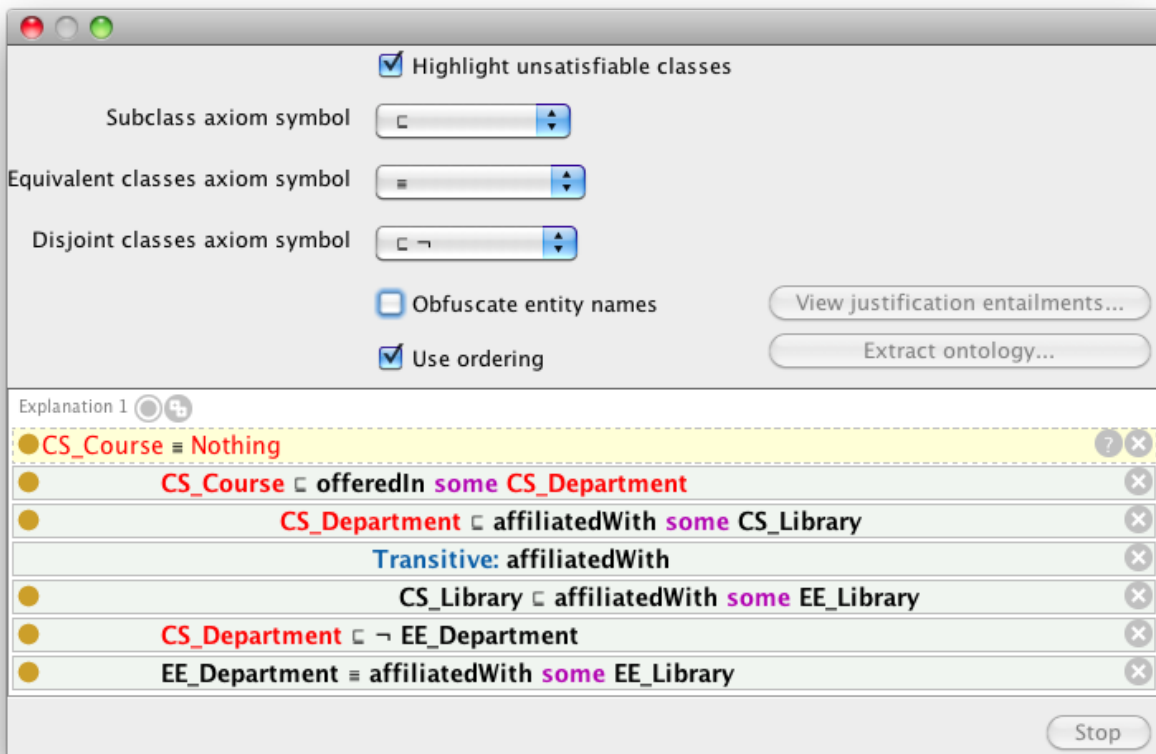 Highlight unsatisfiable classes
Subclass axiom symbol ⊏
Equivalent classes axiom symbol ≡
Disjoint classes axiom symbol ⊏ ¬
Obfuscate entity names
View justification entailments...
Use ordering
Extract ontology...
Explanation 1
CS_Course ≡ Nothing ?
CS_Course ⊏ offeredIn some CS_Department
CS_Department ⊏ affiliatedWith some CS_Library
Transitive: affiliatedWith
CS_Library ⊏ affiliatedWith some EE_Library
CS_Department ⊏ ¬ EE_Department
EE_Department ≡ affiliatedWith some EE_Library
Stop